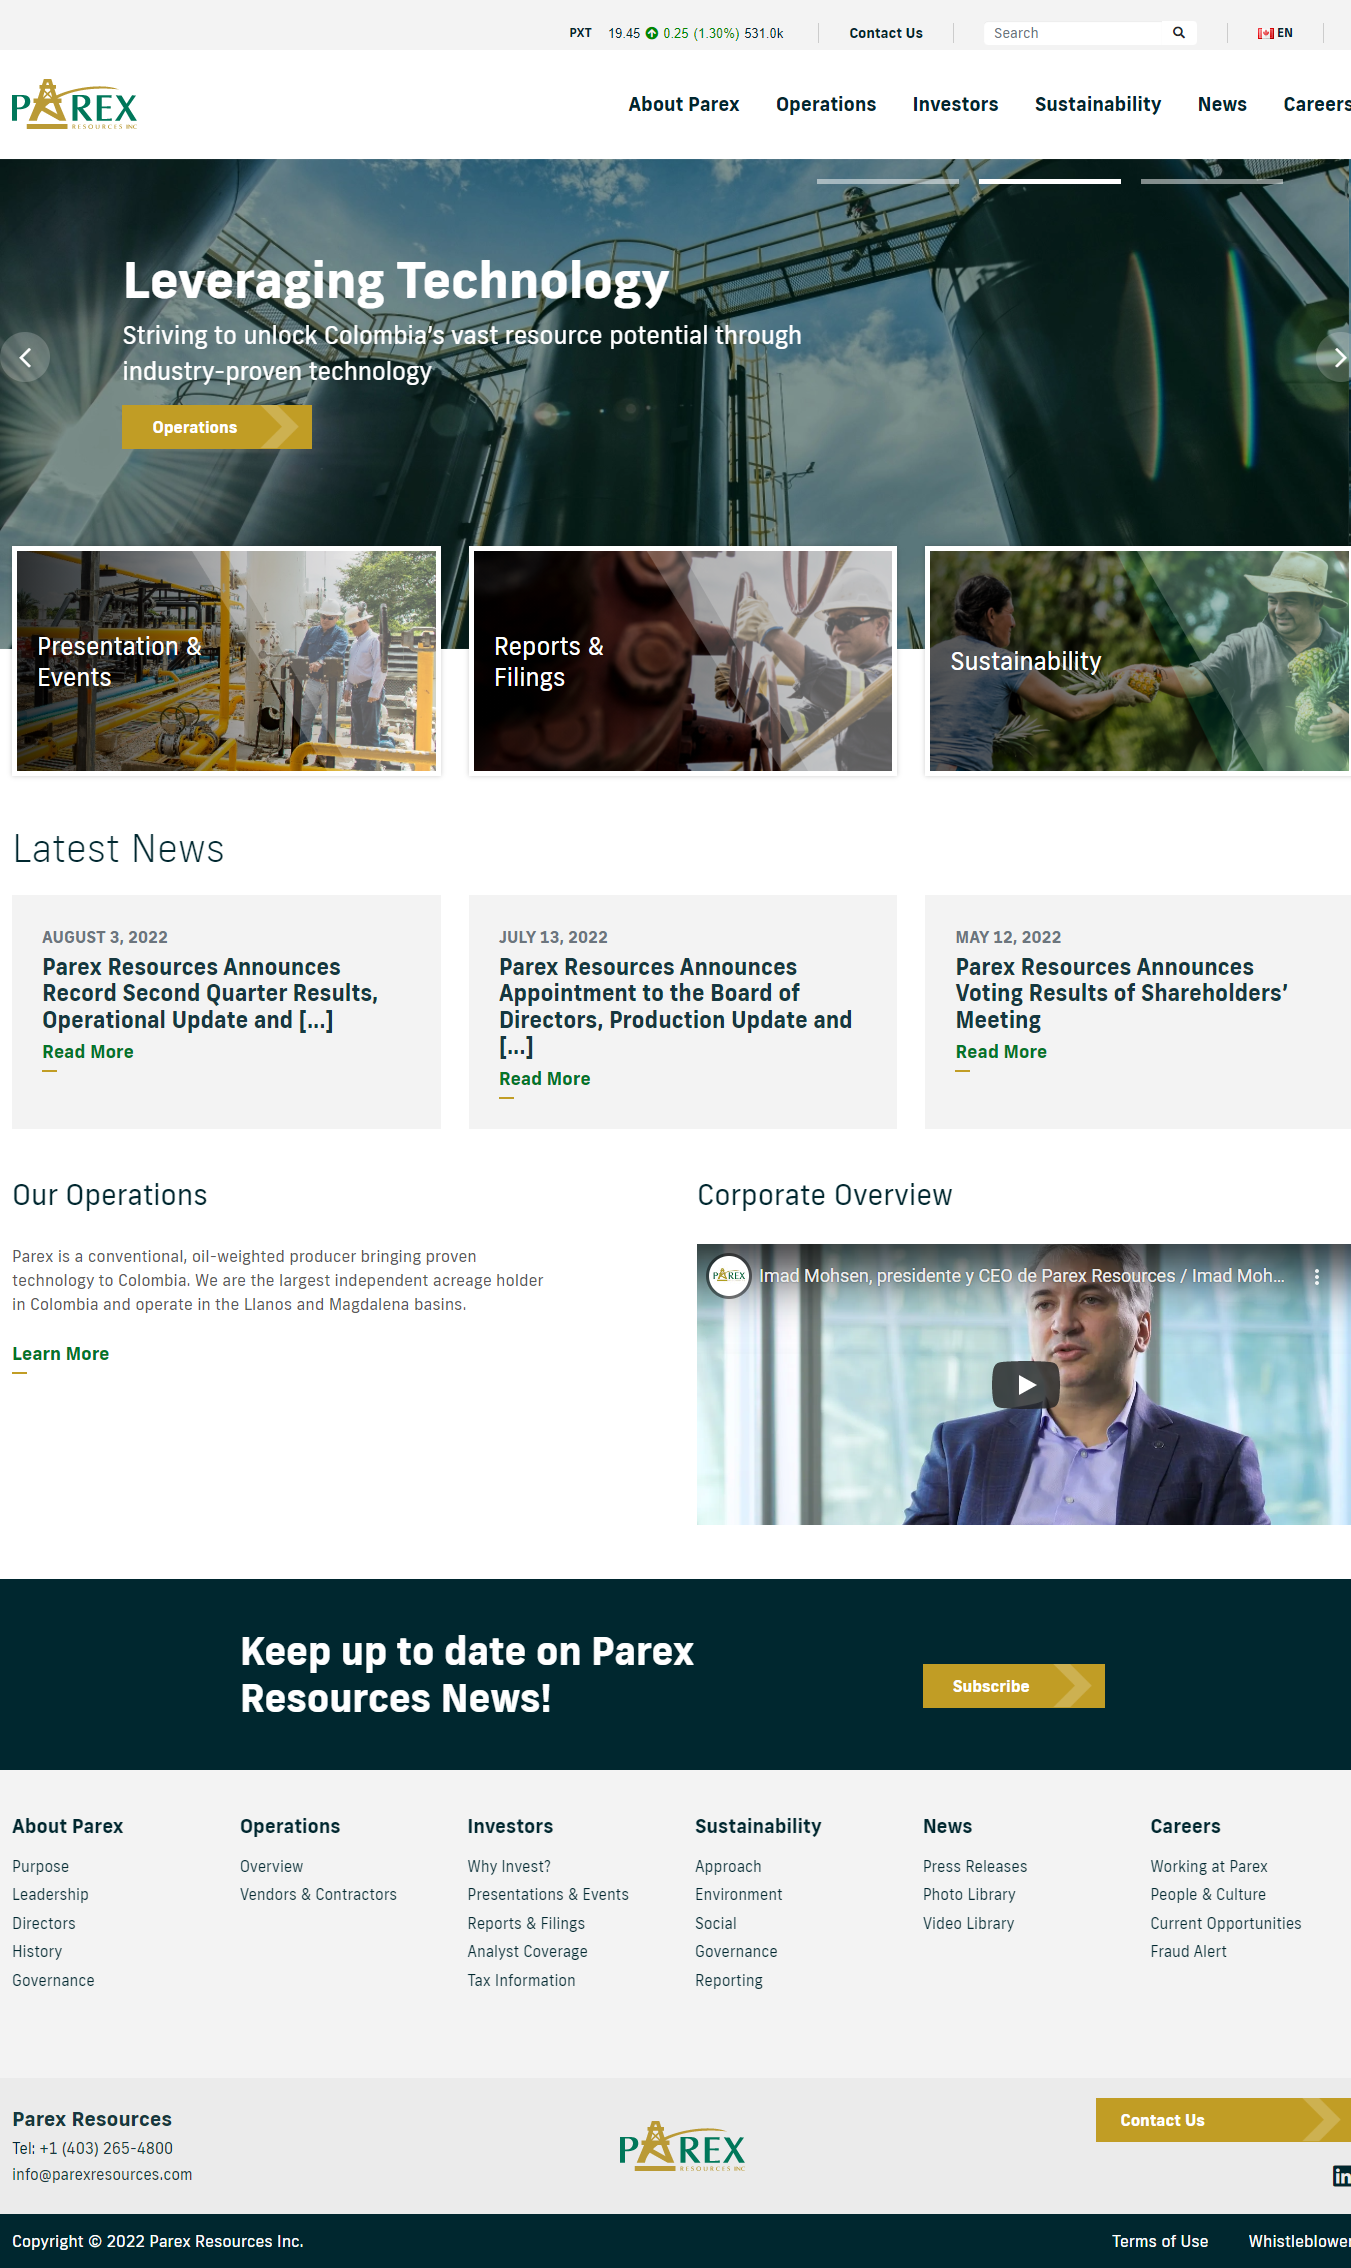 PXT 19.45 0.25 (1.30%) 531.0k
Contact Us
Search
EN
PAREX
RESOURCES INC
About Parex
Operations
Investors
Sustainability
News
Careers
Leveraging Technology
Striving to unlock Colombia's vast resource potential through
industry-proven technology
Operations
Presentation &
Events
Reports &
Filings
Sustainability
Latest News
AUGUST 3, 2022
Parex Resources Announces
Record Second Quarter Results,
Operational Update and [...]
Read More
JULY 13, 2022
Parex Resources Announces
Appointment to the Board of
Directors, Production Update and
[...]
Read More
MAY 12, 2022
Parex Resources Announces
Voting Results of Shareholders'
Meeting
Read More
Our Operations
Parex is a conventional, oil-weighted producer bringing proven
technology to Colombia. We are the largest independent acreage holder
in Colombia and operate in the Llanos and Magdalena basins.
Learn More
Corporate Overview
PAREX
Imad Mohsen, presidente y CEO de Parex Resources / Imad Moh...
Keep up to date on Parex
Resources News!
Subscribe
About Parex
Purpose
Leadership
Directors
History
Governance
Operations
Overview
Vendors & Contractors
Investors
Why Invest?
Presentations & Events
Reports & Filings
Analyst Coverage
Tax Information
Sustainability
Approach
Environment
Social
Governance
Reporting
News
Press Releases
Photo Library
Video Library
Careers
Working at Parex
People & Culture
Current Opportunities
Fraud Alert
Parex Resources
Tel: +1 (403) 265-4800
info@parexresources.com
PAREX
RESOURCES INC
Contact Us
in
Copyright © 2022 Parex Resources Inc.
Terms of Use
Whistleblower